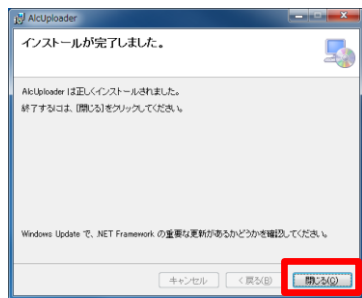 AlcUploader
インストールが完了しました。
AlcUploader は正しくインストールされました。
終了するには、[閉じる]をクリックしてください。
Windows Update で、.NET Framework の重要な更新があるかどうかを確認してください。
キャンセル
< 戻る(B)
閉じる(C)